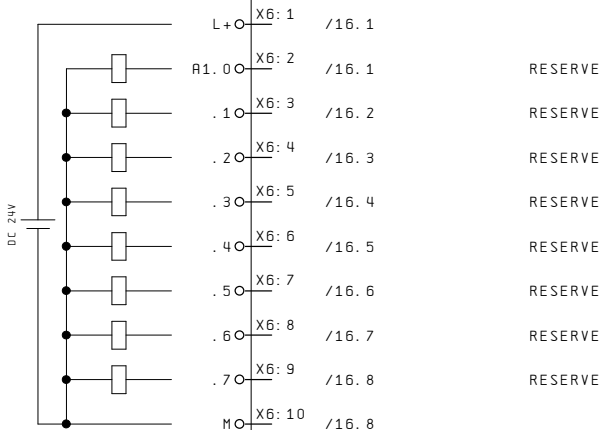 L+ X6:1 /16.1
A1.0 X6:2 /16.1 RESERVE
.1 X6:3 /16.2 RESERVE
.2 X6:4 /16.3 RESERVE
.3 X6:5 /16.4 RESERVE
DC 24V
.4 X6:6 /16.5 RESERVE
.5 X6:7 /16.6 RESERVE
.6 X6:8 /16.7 RESERVE
.7 X6:9 /16.8 RESERVE
M X6:10 /16.8